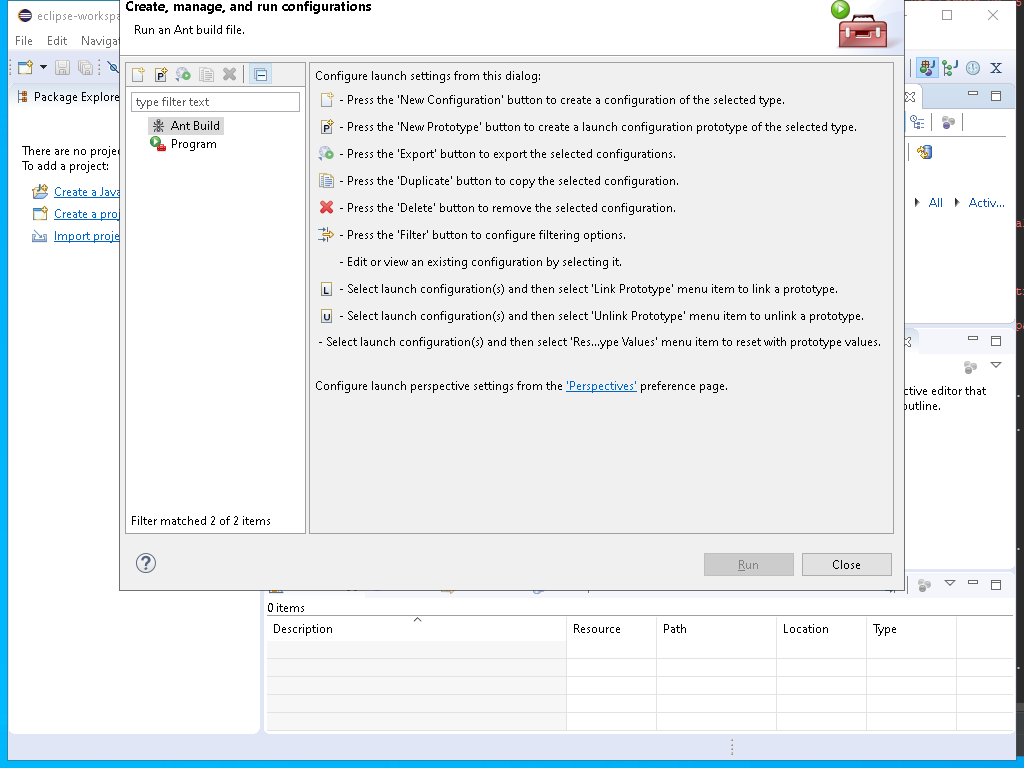 Create, manage, and run configurations
Run an Ant build file.
eclipse-workspa
File Edit Navigat
Package Explore
There are no projec
To add a project:
Create a Java
Create a proj
Import proje
type filter text
Ant Build
Program
Filter matched 2 of 2 items
Configure launch settings from this dialog:
- Press the 'New Configuration' button to create a configuration of the selected type.
- Press the 'New Prototype' button to create a launch configuration prototype of the selected type.
- Press the 'Export' button to export the selected configurations.
- Press the 'Duplicate' button to copy the selected configuration.
- Press the 'Delete' button to remove the selected configuration.
- Press the 'Filter' button to configure filtering options.
- Edit or view an existing configuration by selecting it.
- Select launch configuration(s) and then select 'Link Prototype' menu item to link a prototype.
- Select launch configuration(s) and then select 'Unlink Prototype' menu item to unlink a prototype.
- Select launch configuration(s) and then select 'Res...ype Values' menu item to reset with prototype values.
Configure launch perspective settings from the 'Perspectives' preference page.
Run Close
All Activ...
ctive editor that
outline.
0 items
Description Resource Path Location Type